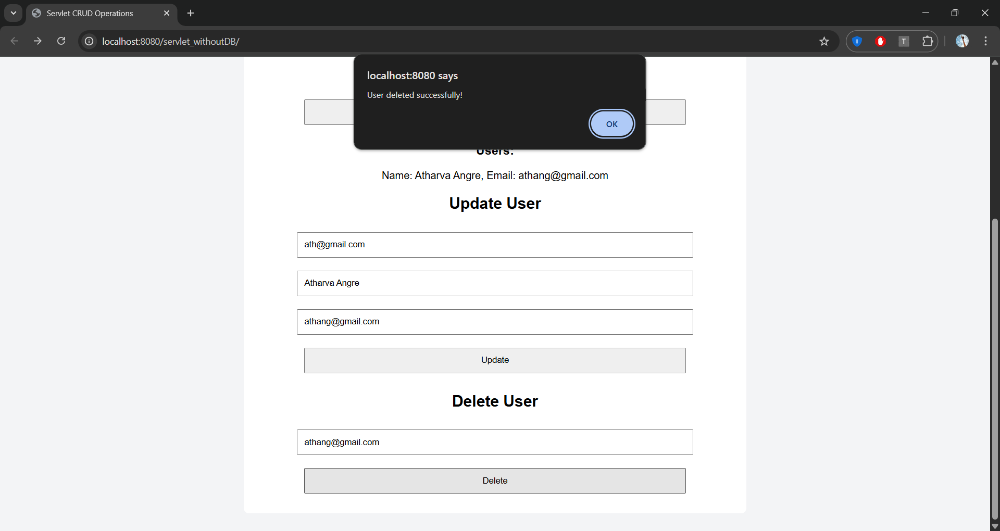 Servlet CRUD Operations
localhost:8080/servlet_withoutDB/
T
localhost:8080 says
User deleted successfully!
OK
Users:
Name: Atharva Angre, Email: athang@gmail.com
Update User
ath@gmail.com
Atharva Angre
athang@gmail.com
Update
Delete User
athang@gmail.com
Delete